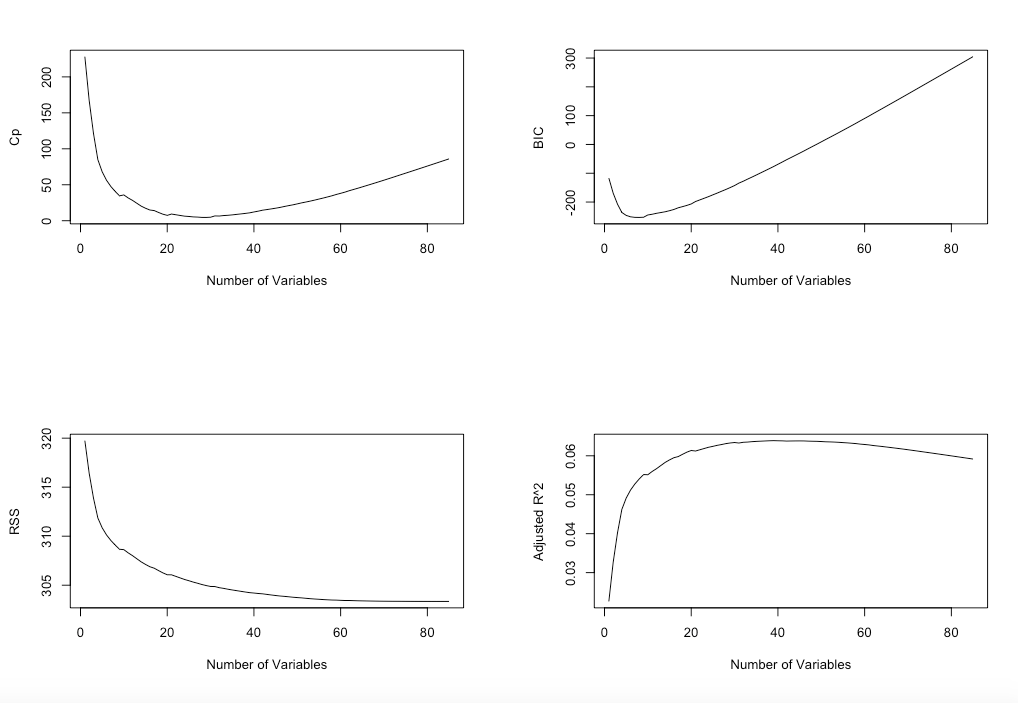 Cp
0 50 100 150 200
0 20 40 60 80
Number of Variables
BIC
-200 0 100 300
0 20 40 60 80
Number of Variables
RSS
305 310 315 320
0 20 40 60 80
Number of Variables
Adjusted R^2
0.03 0.04 0.05 0.06
0 20 40 60 80
Number of Variables